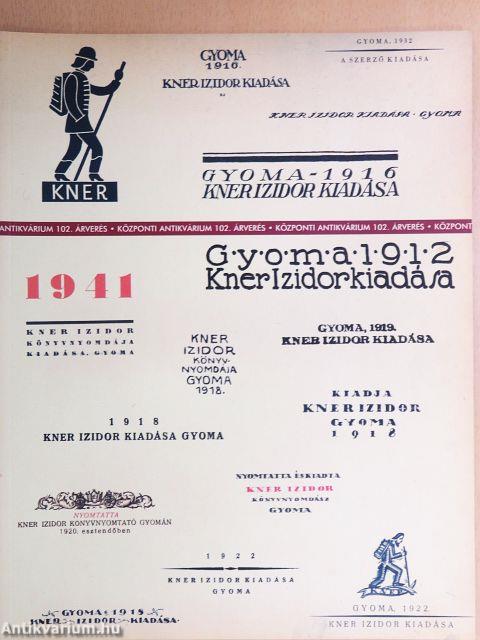 GYOMA
1916.
KNER IZIDOR KIADÁSA
GYOMA, 1932
A SZERZŐ KIADÁSA
KNER IZIDOR KIADÁSA · GYOMA
KNER
GYOMA-1916
KNER IZIDOR KIADÁSA
ANTIKVÁRIUM 102. ÁRVERÉS • KÖZPONTI ANTIKVÁRIUM 102. ÁRVERÉS • KÖZPONTI ANTIKVÁRIUM 102. ÁRVERÉS • KÖZPONT
G·y·o·m·a·1·9·1·2
Kner Izidor kiadása
1941
KNER IZIDOR
KÖNYVNYOMDÁJA
KIADÁSA, GYOMA
KNER
IZIDOR
KÖNYV-
NYOMDÁJA
GYOMA
1918.
GYOMA, 1919.
KNER IZIDOR KIADÁSA
KIADJA
KNER IZIDOR
GYOMA
1918
1918
KNER IZIDOR KIADÁSA GYOMA
NYOMTATTA ÉS KIADTA
KNER IZIDOR
KÖNYVNYOMDÁSZ
GYOMA
NYOMTATTA
KNER IZIDOR KÖNYVNYOMTATÓ GYOMÁN
1920. esztendőben
1922
KNER IZIDOR KIADÁSA
GYOMA
KNER
GYOMA, 1922
KNER IZIDOR KIADÁSA
GYOMA 1918
KNER IZIDOR KIADÁSA
Antikvarium.hu